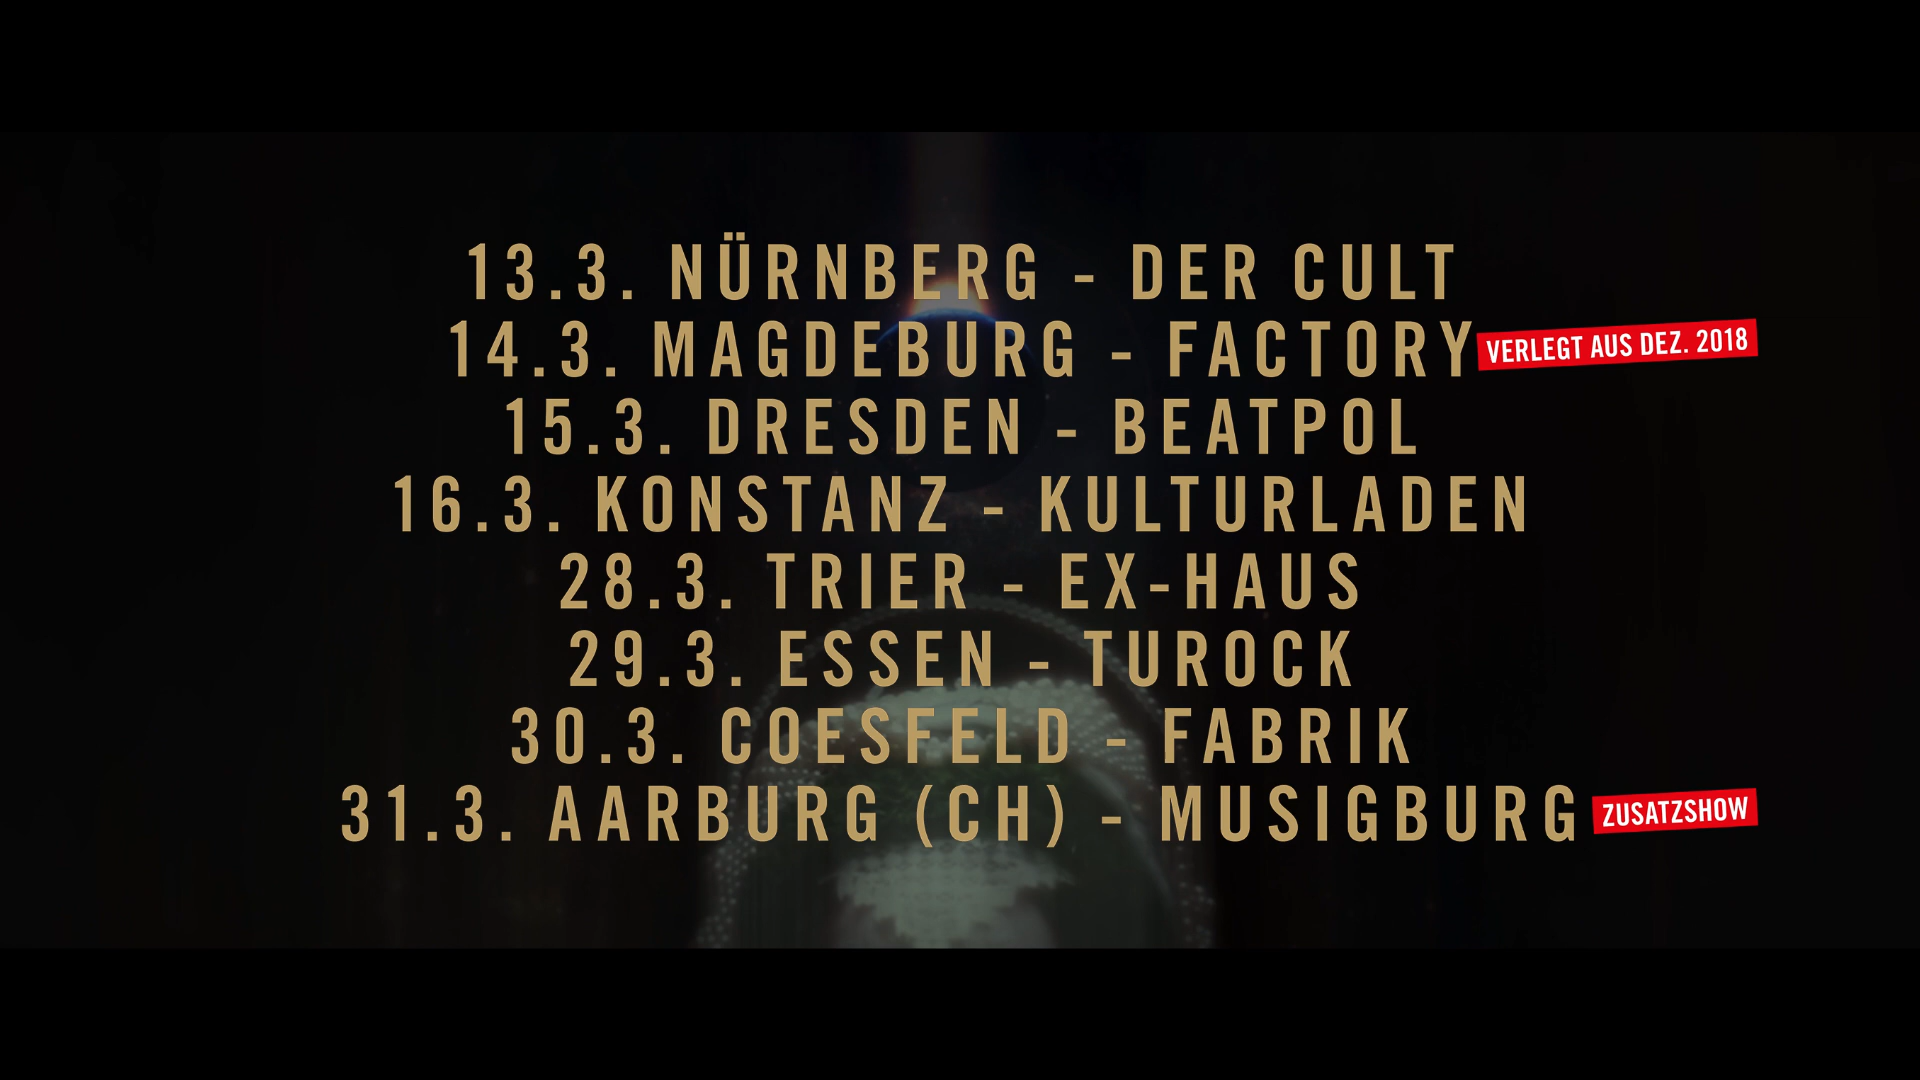 13.3. NÜRNBERG - DER CULT
14.3. MAGDEBURG - FACTORY VERLEGT AUS DEZ. 2018
15.3. DRESDEN - BEATPOL
16.3. KONSTANZ - KULTURLADEN
28.3. TRIER - EX-HAUS
29.3. ESSEN - TUROCK
30.3. COESFELD - FABRIK
31.3. AARBURG (CH) - MUSIGBURG ZUSATZSHOW